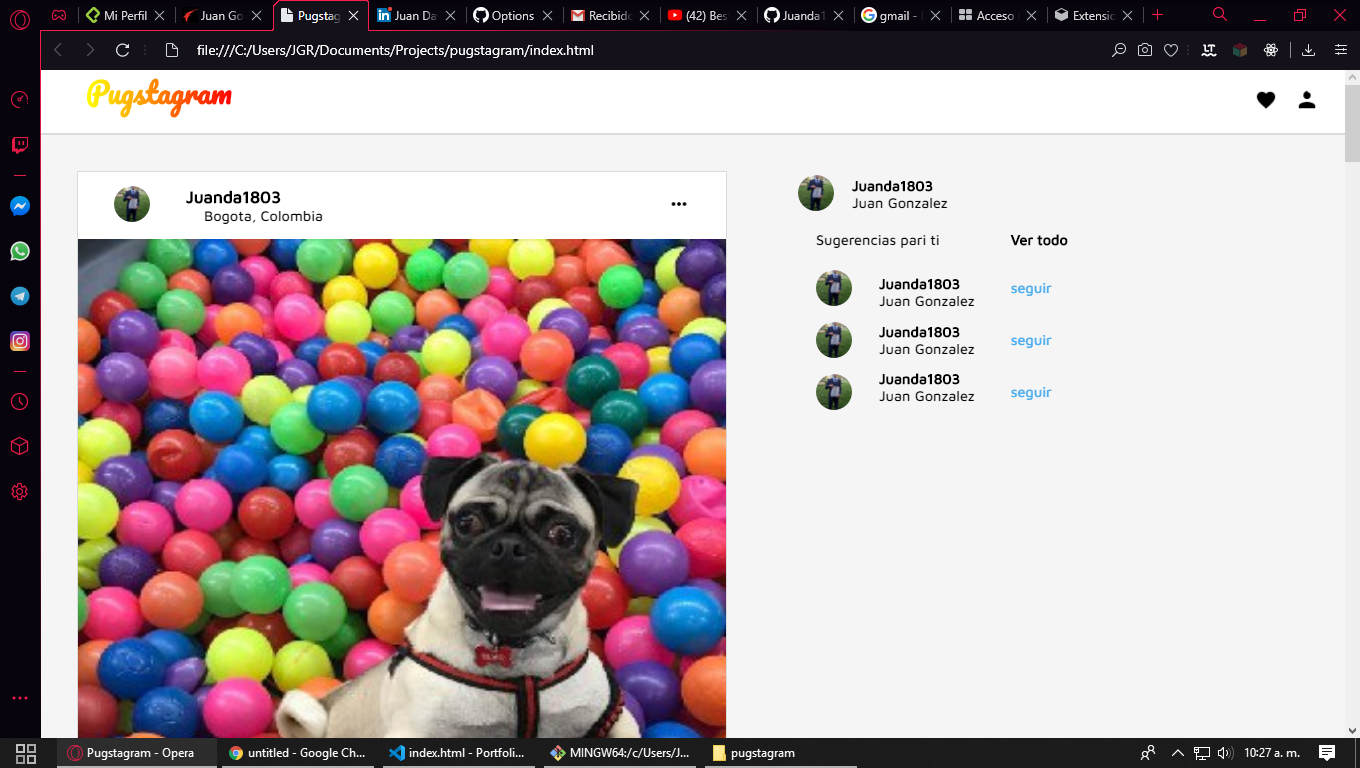 Mi Perfil
Juan Go
Pugstag
Juan Da
Options
Recibido
(42) Bes
Juanda1
gmail -
Acceso
Extensio
file:///C:/Users/JGR/Documents/Projects/pugstagram/index.html
Pugstagram
Juanda1803
Bogota, Colombia
Juanda1803
Juan Gonzalez
Sugerencias pari ti
Ver todo
Juanda1803
Juan Gonzalez
seguir
Juanda1803
Juan Gonzalez
seguir
Juanda1803
Juan Gonzalez
seguir
Pugstagram - Opera
untitled - Google Ch...
index.html - Portfoli...
MINGW64:/c/Users/J...
pugstagram
10:27 a. m.